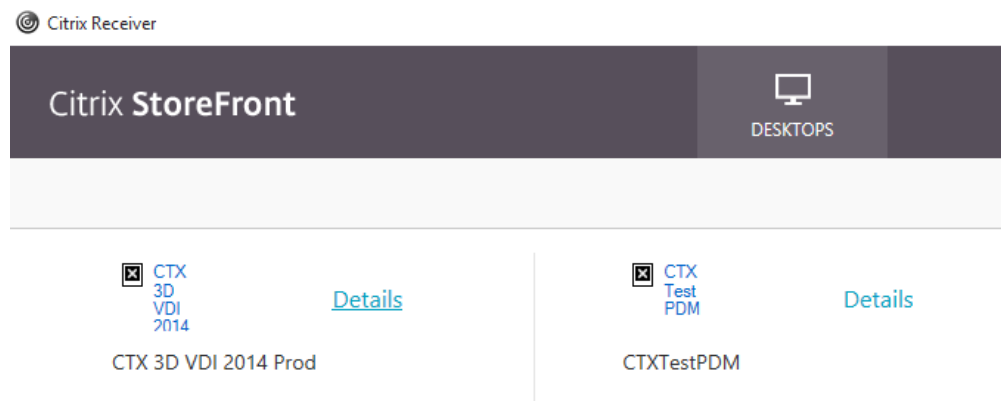 Citrix Receiver
Citrix StoreFront
DESKTOPS
CTX
3D
VDI
2014
Details
CTX 3D VDI 2014 Prod
CTX
Test
PDM
Details
CTXTestPDM